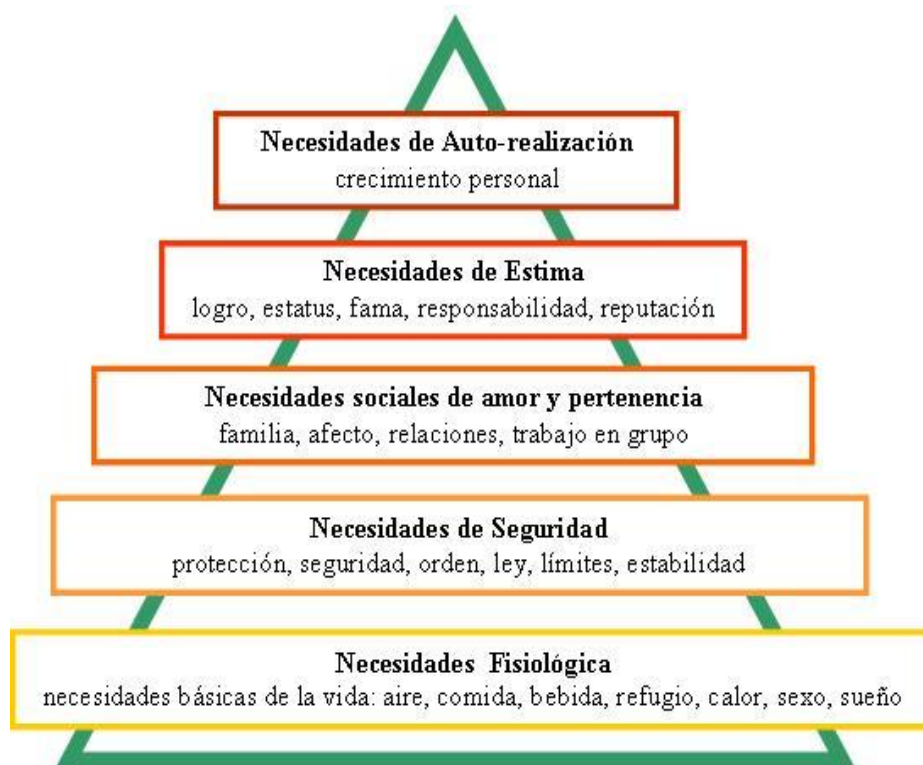 Necesidades de Auto-realización
crecimiento personal
Necesidades de Estima
logro, estatus, fama, responsabilidad, reputación
Necesidades sociales de amor y pertenencia
familia, afecto, relaciones, trabajo en grupo
Necesidades de Seguridad
protección, seguridad, orden, ley, límites, estabilidad
Necesidades Fisiológica
necesidades básicas de la vida: aire, comida, bebida, refugio, calor, sexo, sueño